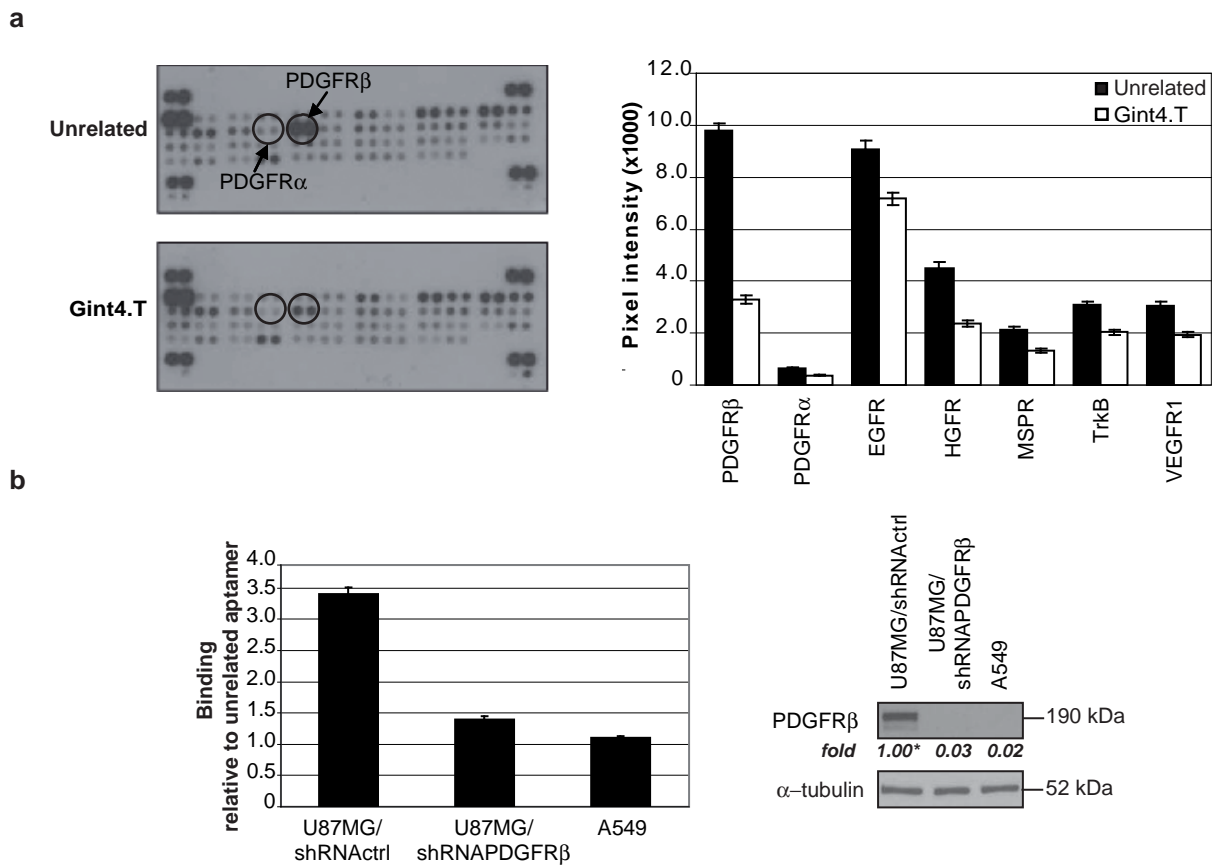 a
PDGFRβ
Unrelated
PDGFRα
Gint4.T
Pixel intensity (x1000)
12.0
10.0
8.0
6.0
4.0
2.0
0
Unrelated
Gint4.T
PDGFRβ
PDGFRα
EGFR
HGFR
MSPR
TrkB
VEGFR1
b
Binding
relative to unrelated aptamer
4.0
3.5
3.0
2.5
2.0
1.5
1.0
0.5
0
U87MG/
shRNActrl
U87MG/
shRNAPDGFRβ
A549
U87MG/shRNActrl
U87MG/
shRNAPDGFRβ
A549
PDGFRβ
190 kDa
fold 1.00* 0.03 0.02
α–tubulin
52 kDa